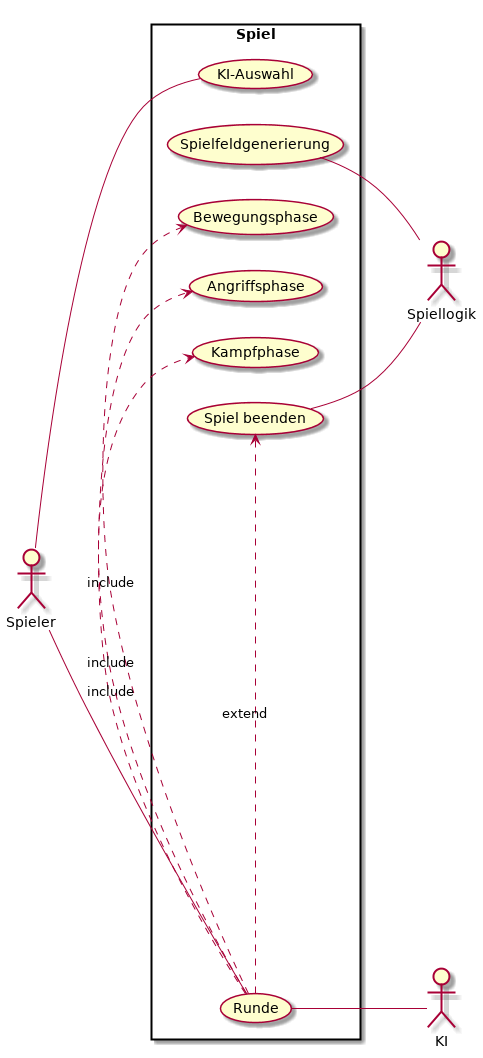 Spiel
KI-Auswahl
Spielfeldgenerierung
Bewegungsphase
Angriffsphase
Spiellogik
Kampfphase
Spiel beenden
include
Spieler
include
include
extend
Runde
KI